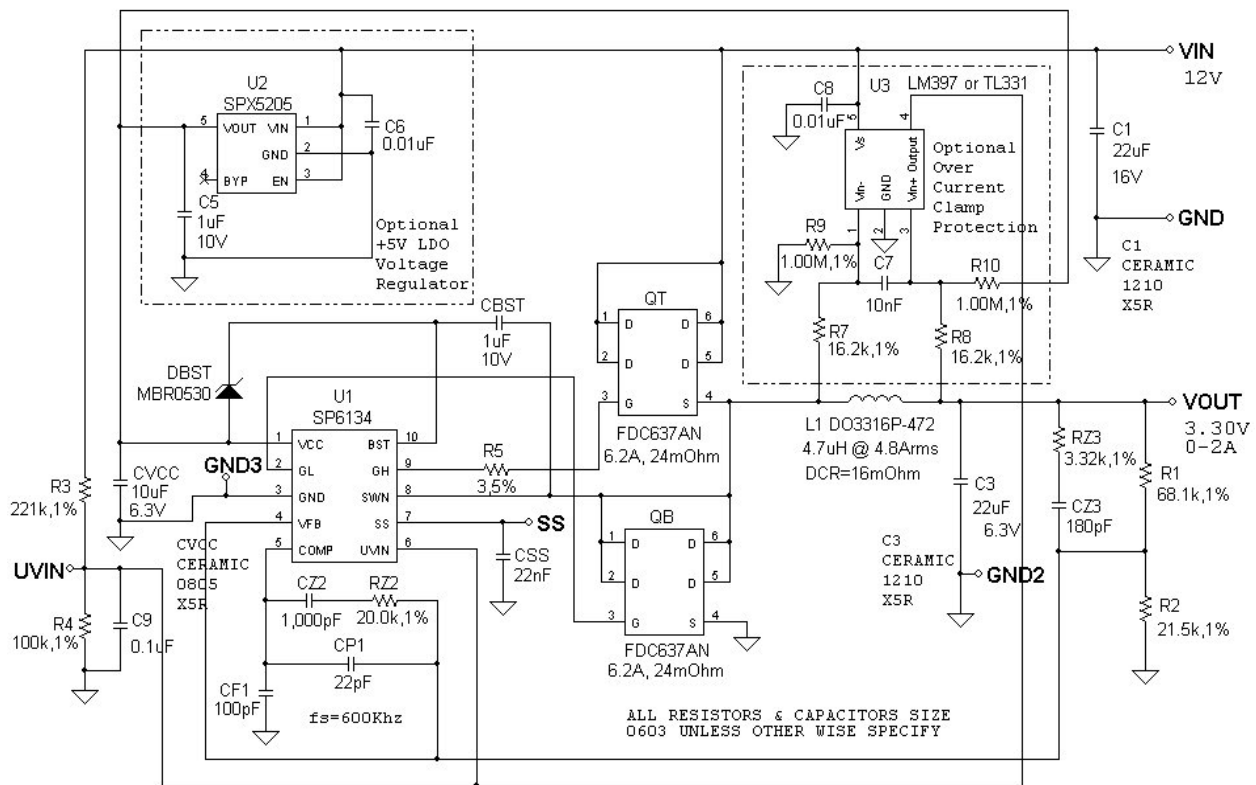 VIN
12V
U2
SPX5205
5
VOUT
VIN
1
GND
2
4
BYP
EN
3
C6
0.01uF
C5
1uF
10V
Optional
+5V LDO
Voltage
Regulator
C8
0.01uF
U3
LM397 or TL331
5
4
Vs
Output
Vin-
GND
Vin+
1
2
3
Optional
Over
Current
Clamp
Protection
R9
1.00M,1%
C7
10nF
R10
1.00M,1%
R7
16.2k,1%
R8
16.2k,1%
C1
22uF
16V
GND
C1
CERAMIC
1210
X5R
CBST
1uF
10V
DBST
MBR0530
QT
1
D
D
6
2
D
D
5
3
G
S
4
FDC637AN
6.2A, 24mOhm
U1
SP6134
1
VCC
BST
10
2
GL
GH
9
3
GND
SWN
8
4
VFB
SS
7
5
COMP
UVIN
6
R5
3,5%
GND3
CVCC
10uF
6.3V
CVCC
CERAMIC
0805
X5R
R3
221k,1%
UVIN
R4
100k,1%
C9
0.1uF
SS
CSS
22nF
CZ2
1,000pF
RZ2
20.0k,1%
CP1
22pF
CF1
100pF
fs=600Khz
QB
1
D
D
6
2
D
D
5
3
G
S
4
FDC637AN
6.2A, 24mOhm
L1 DO3316P-472
4.7uH @ 4.8Arms
DCR=16mOhm
VOUT
3.30V
0-2A
C3
22uF
6.3V
C3
CERAMIC
1210
X5R
GND2
RZ3
3.32k,1%
CZ3
180pF
R1
68.1k,1%
R2
21.5k,1%
ALL RESISTORS & CAPACITORS SIZE
0603 UNLESS OTHER WISE SPECIFY